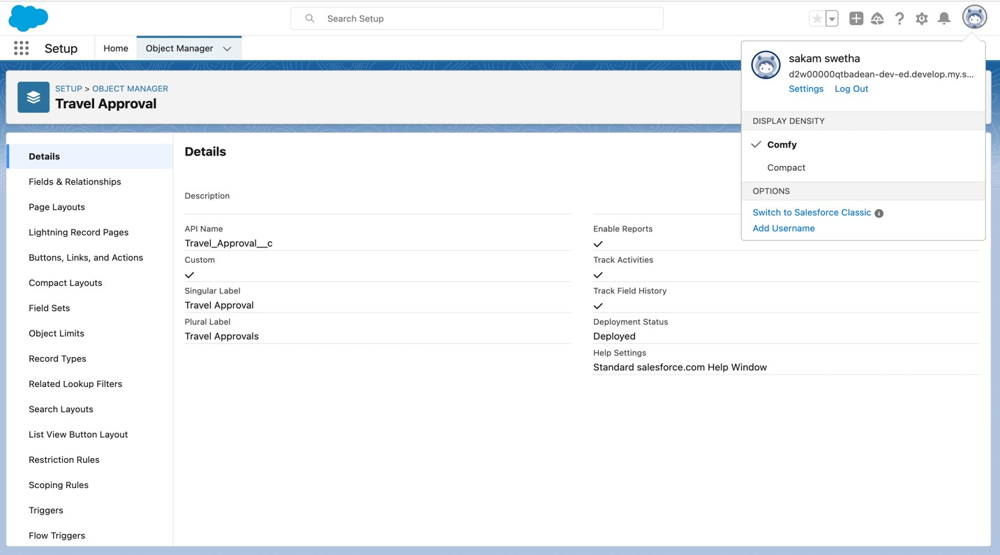 Search Setup
Setup
Home
Object Manager
SETUP > OBJECT MANAGER
Travel Approval
sakam swetha
d2w00000qtbadean-dev-ed.develop.my.s...
Settings Log Out
DISPLAY DENSITY
Comfy
Compact
OPTIONS
Switch to Salesforce Classic
Add Username
Details
Fields & Relationships
Page Layouts
Lightning Record Pages
Buttons, Links, and Actions
Compact Layouts
Field Sets
Object Limits
Record Types
Related Lookup Filters
Search Layouts
List View Button Layout
Restriction Rules
Scoping Rules
Triggers
Flow Triggers
Details
Description
API Name
Travel_Approval__c
Custom
Singular Label
Travel Approval
Plural Label
Travel Approvals
Enable Reports
Track Activities
Track Field History
Deployment Status
Deployed
Help Settings
Standard salesforce.com Help Window